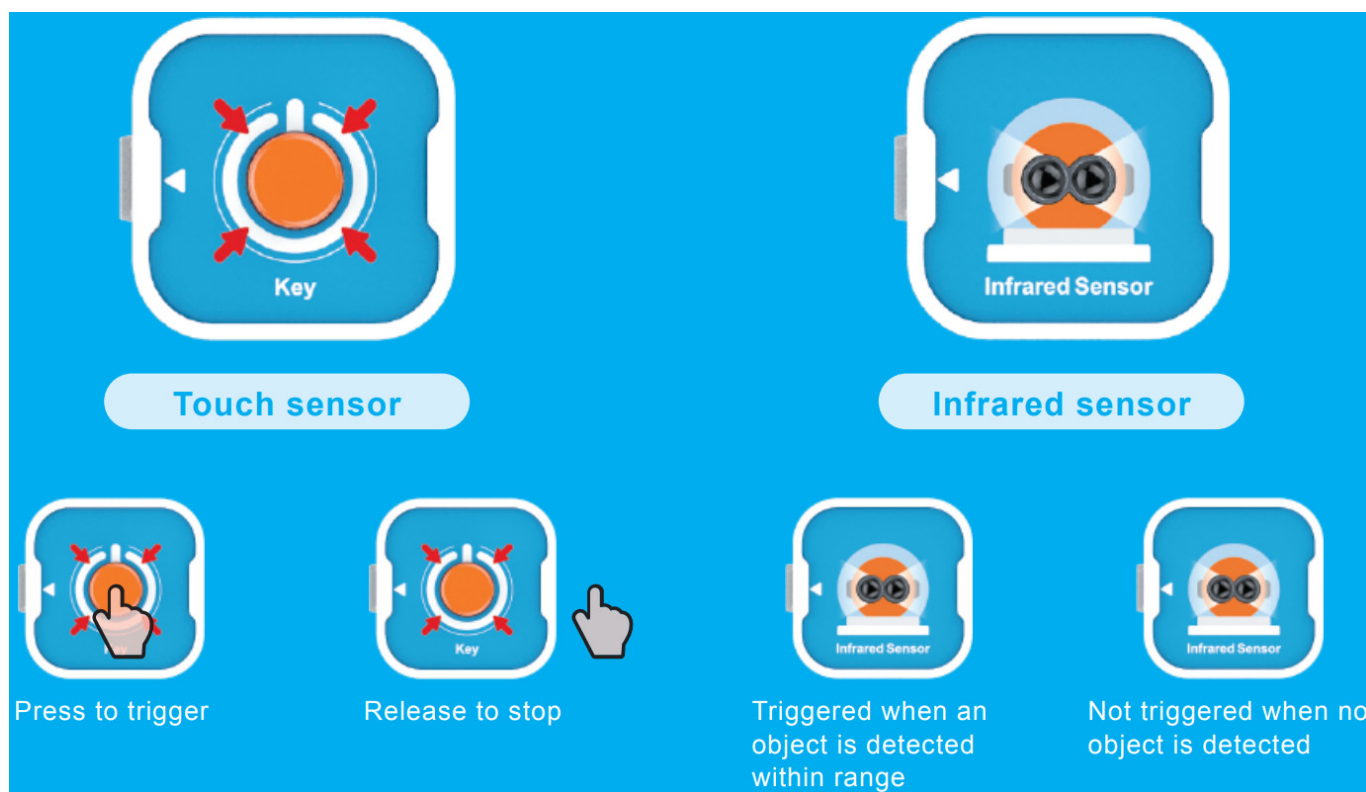 Key
Infrared Sensor
Touch sensor
Infrared sensor
Key
Infrared Sensor
Infrared Sensor
Press to trigger
Release to stop
Triggered when an
object is detected
within range
Not triggered when no
object is detected